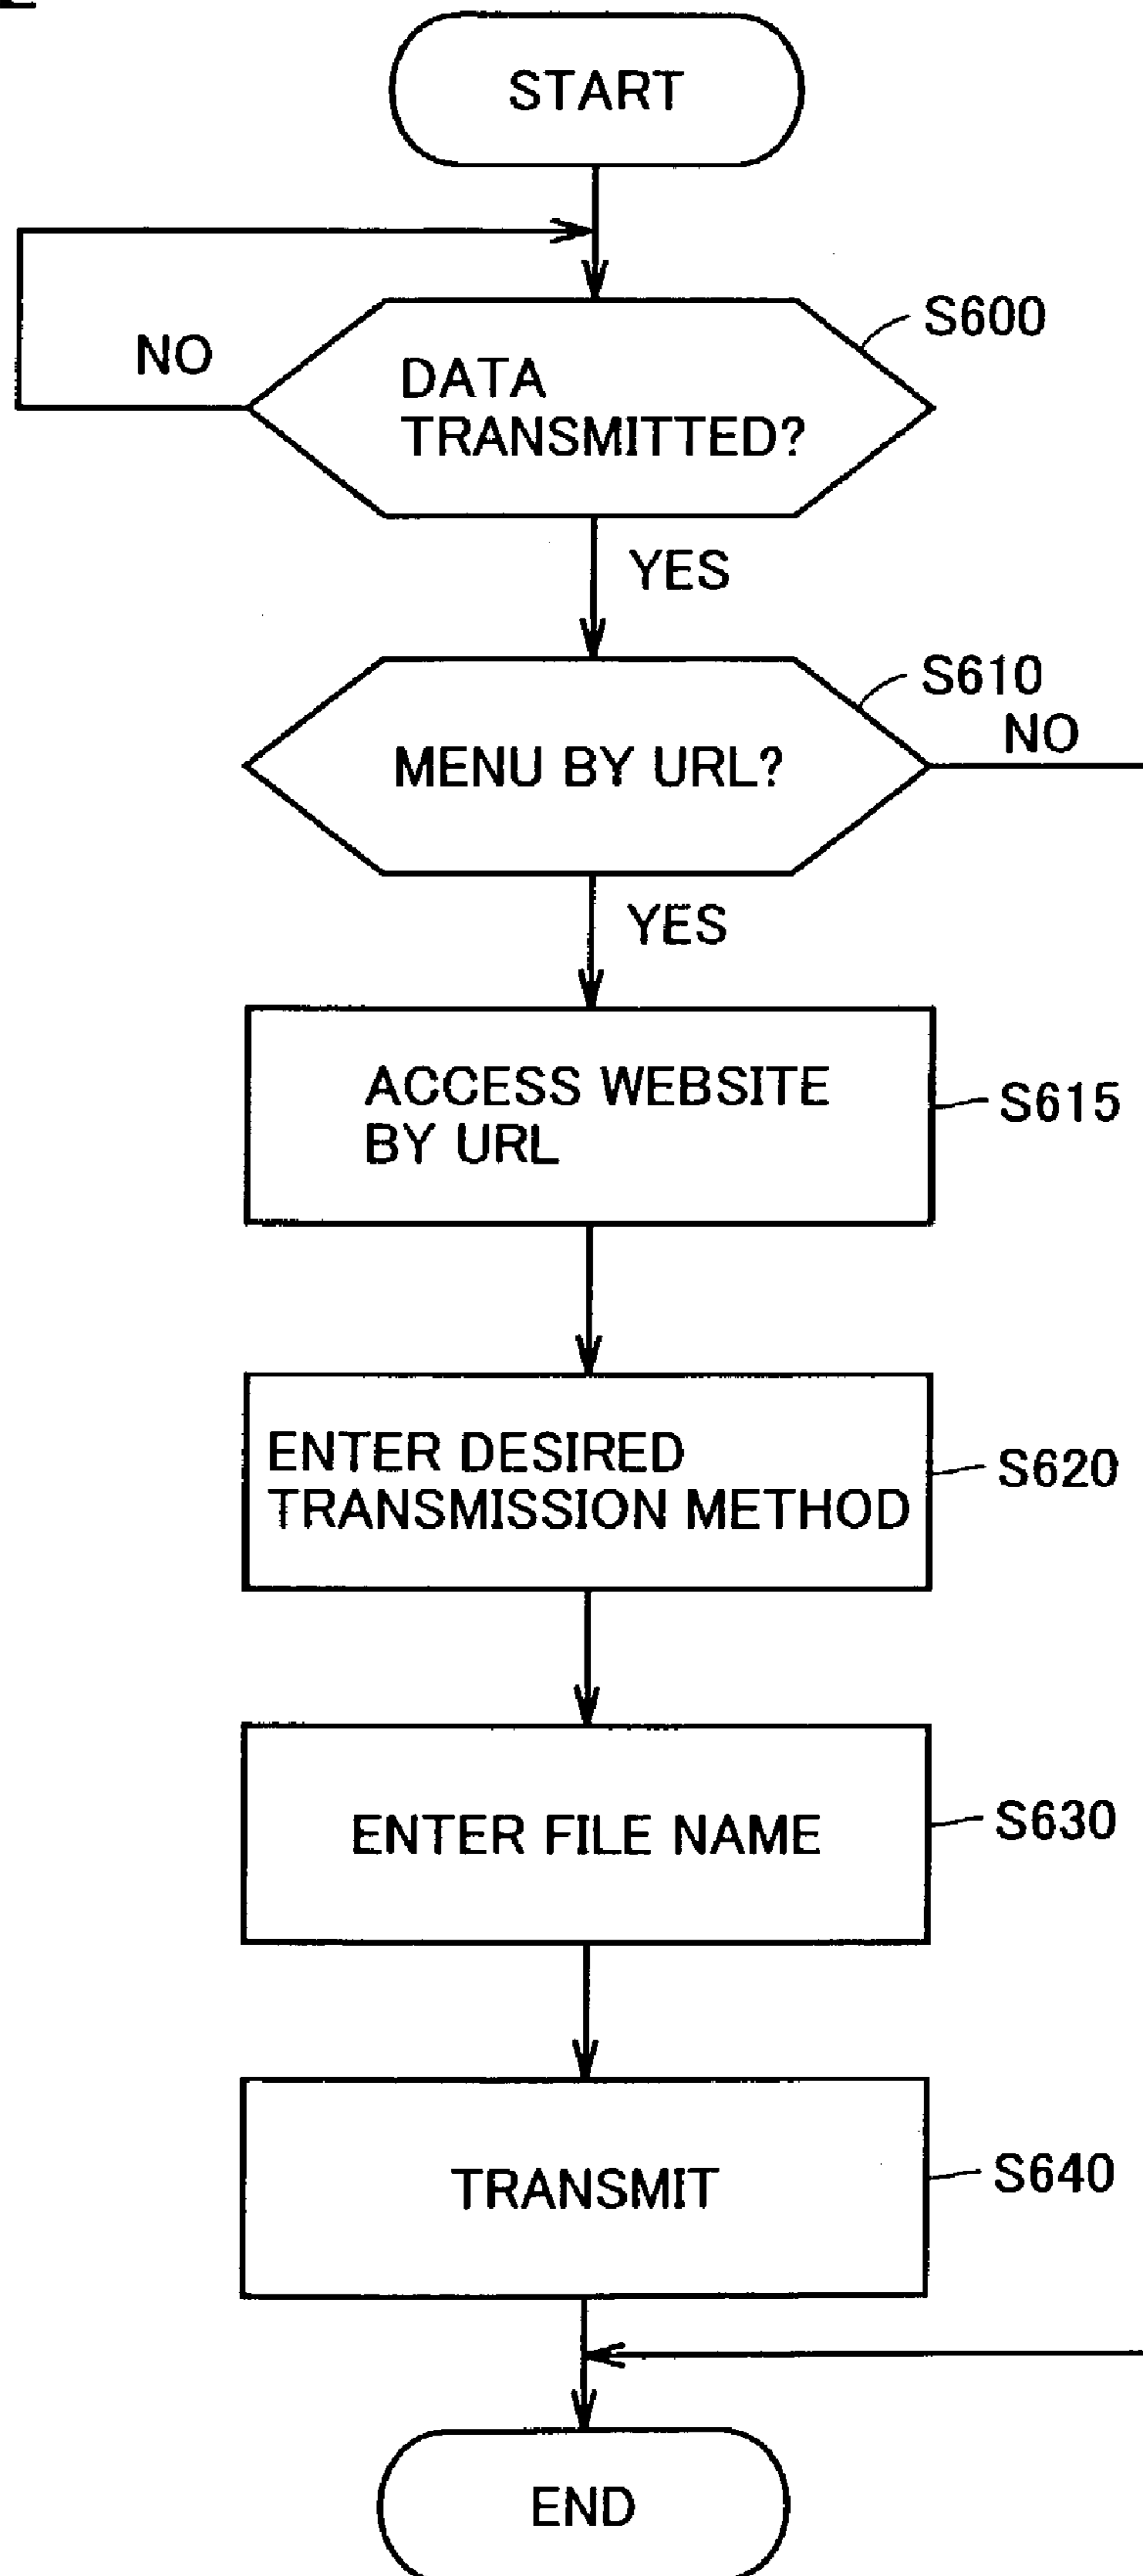 START
NO
S600
DATA
TRANSMITTED?
YES
S610
NO
MENU BY URL?
YES
ACCESS WEBSITE
BY URL
S615
ENTER DESIRED
TRANSMISSION METHOD
S620
ENTER FILE NAME
S630
TRANSMIT
S640
END